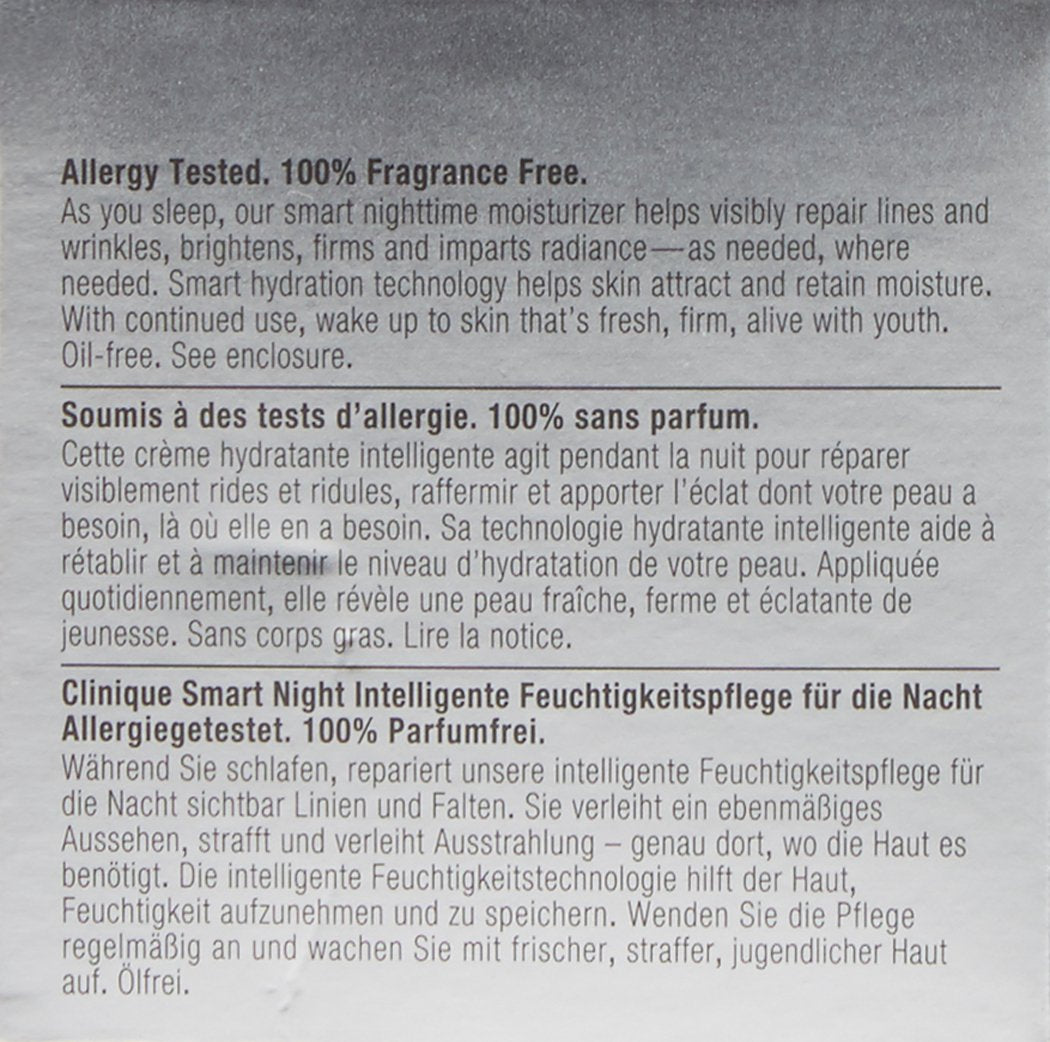 Allergy Tested. 100% Fragrance Free.
As you sleep, our smart nighttime moisturizer helps visibly repair lines and
wrinkles, brightens, firms and imparts radiance—as needed, where
needed. Smart hydration technology helps skin attract and retain moisture.
With continued use, wake up to skin that's fresh, firm, alive with youth.
Oil-free. See enclosure.
Soumis à des tests d'allergie. 100% sans parfum.
Cette crème hydratante intelligente agit pendant la nuit pour réparer
visiblement rides et ridules, raffermir et apporter l'éclat dont votre peau a
besoin, là où elle en a besoin. Sa technologie hydratante intelligente aide à
rétablir et à maintenir le niveau d'hydratation de votre peau. Appliquée
quotidiennement, elle révèle une peau fraîche, ferme et éclatante de
jeunesse. Sans corps gras. Lire la notice.
Clinique Smart Night Intelligente Feuchtigkeitspflege für die Nacht
Allergiegetestet. 100% Parfumfrei.
Während Sie schlafen, repariert unsere intelligente Feuchtigkeitspflege für
die Nacht sichtbar Linien und Falten. Sie verleiht ein ebenmäßiges
Aussehen, strafft und verleiht Ausstrahlung – genau dort, wo die Haut es
benötigt. Die intelligente Feuchtigkeitstechnologie hilft der Haut,
Feuchtigkeit aufzunehmen und zu speichern. Wenden Sie die Pflege
regelmäßig an und wachen Sie mit frischer, straffer, jugendlicher Haut
auf. Ölfrei.